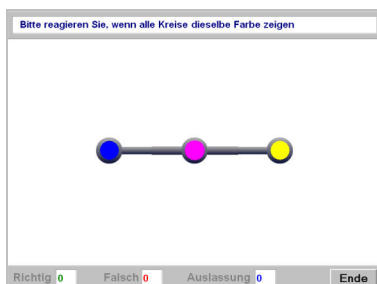 Bitte reagieren Sie, wenn alle Kreise dieselbe Farbe zeigen
Richtig 0 Falsch 0 Auslassung 0 Ende